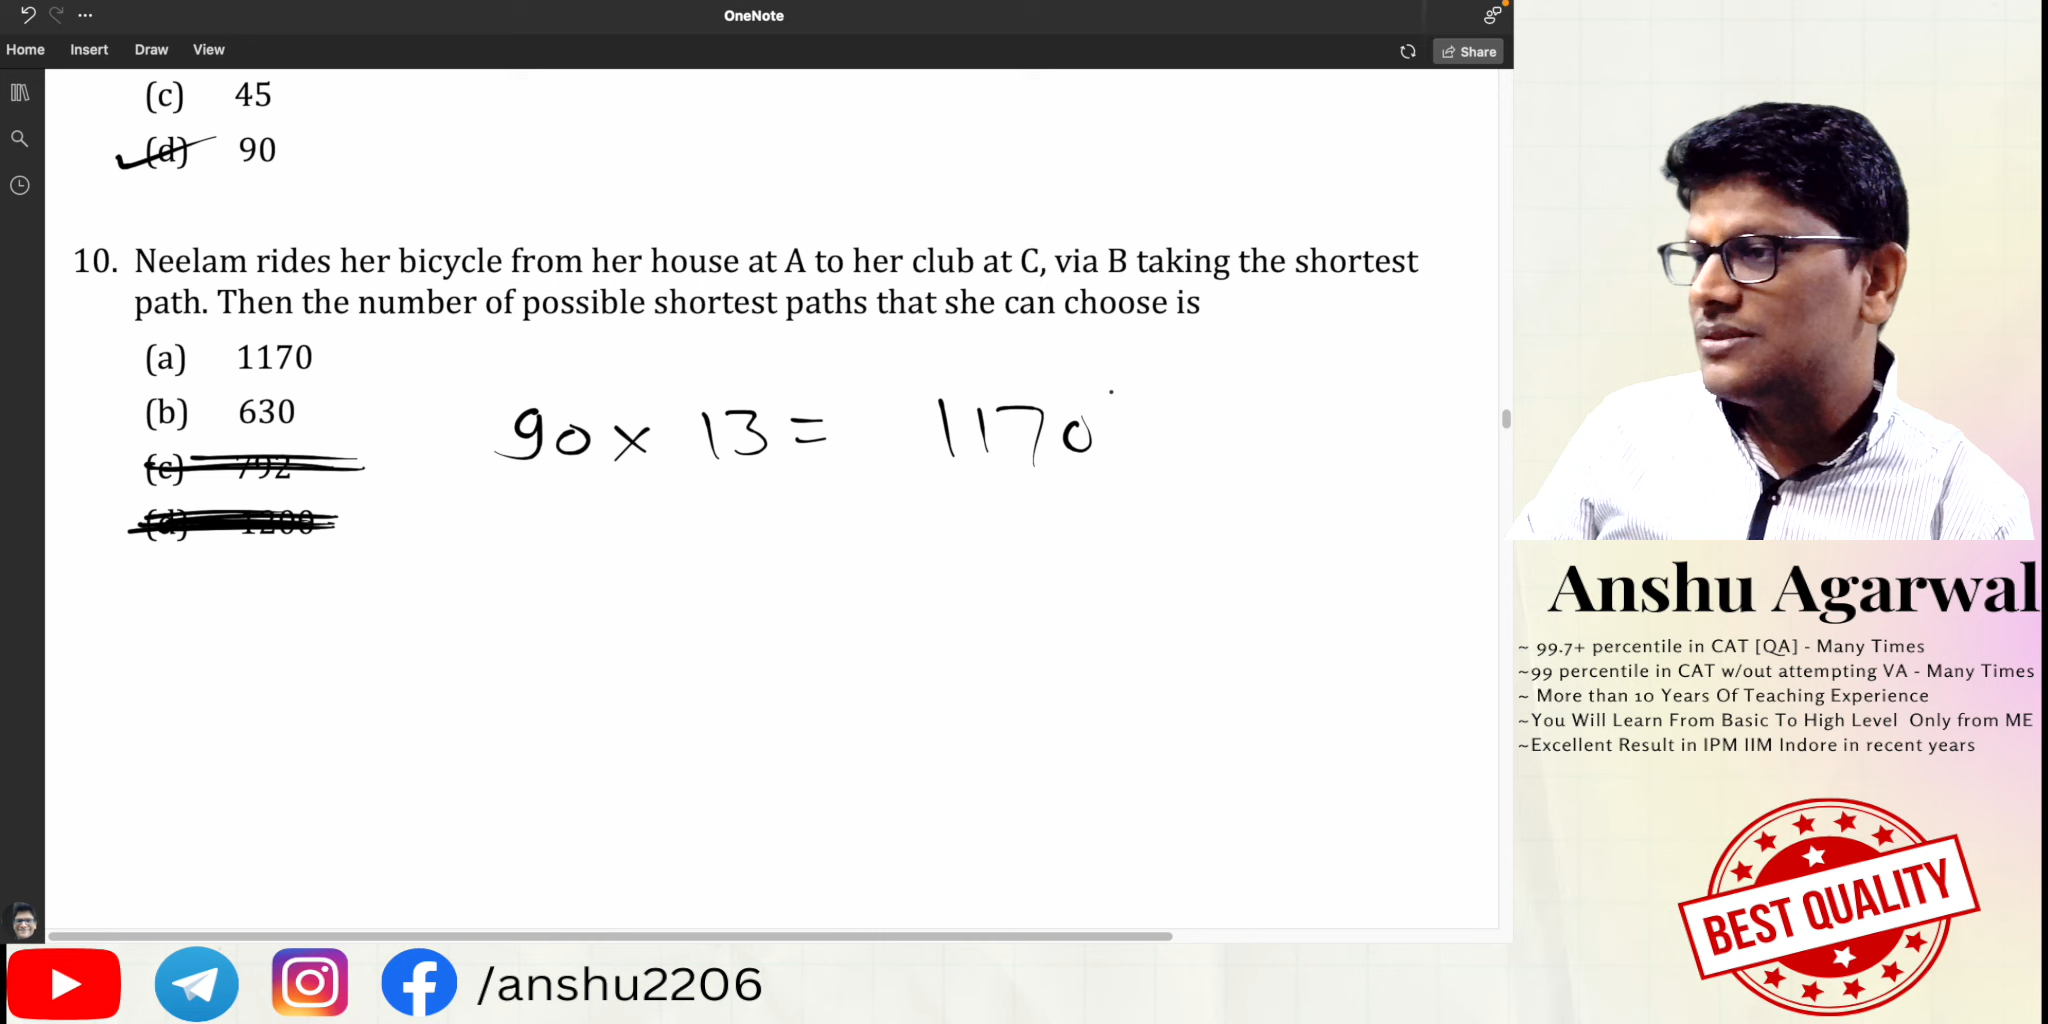 OneNote
Home Insert Draw View Share
(c) 45
(d) 90
10. Neelam rides her bicycle from her house at A to her club at C, via B taking the shortest
path. Then the number of possible shortest paths that she can choose is
(a) 1170
(b) 630
90 x 13 = 1170
(c) 792
(d) 1200
Anshu Agarwal
~ 99.7+ percentile in CAT [QA] - Many Times
~99 percentile in CAT w/out attempting VA - Many Times
~ More than 10 Years Of Teaching Experience
~You Will Learn From Basic To High Level Only from ME
~Excellent Result in IPM IIM Indore in recent years
BEST QUALITY
/anshu2206